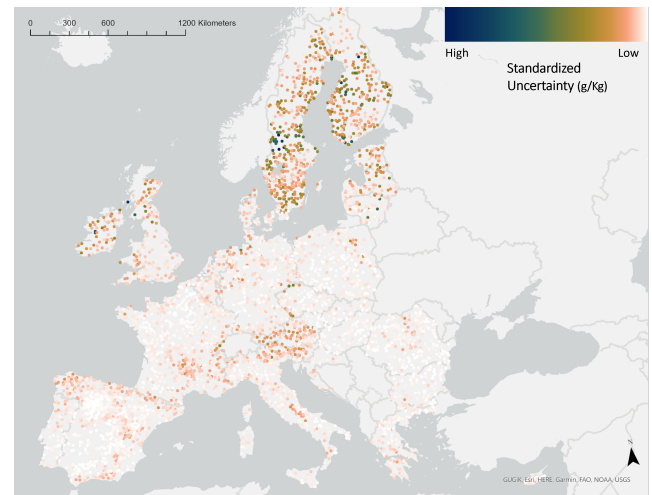 0 300 600 1200 Kilometers
High Low
Standardized
Uncertainty (g/Kg)
N
GUGiK, Esri, HERE, Garmin, FAO, NOAA, USGS